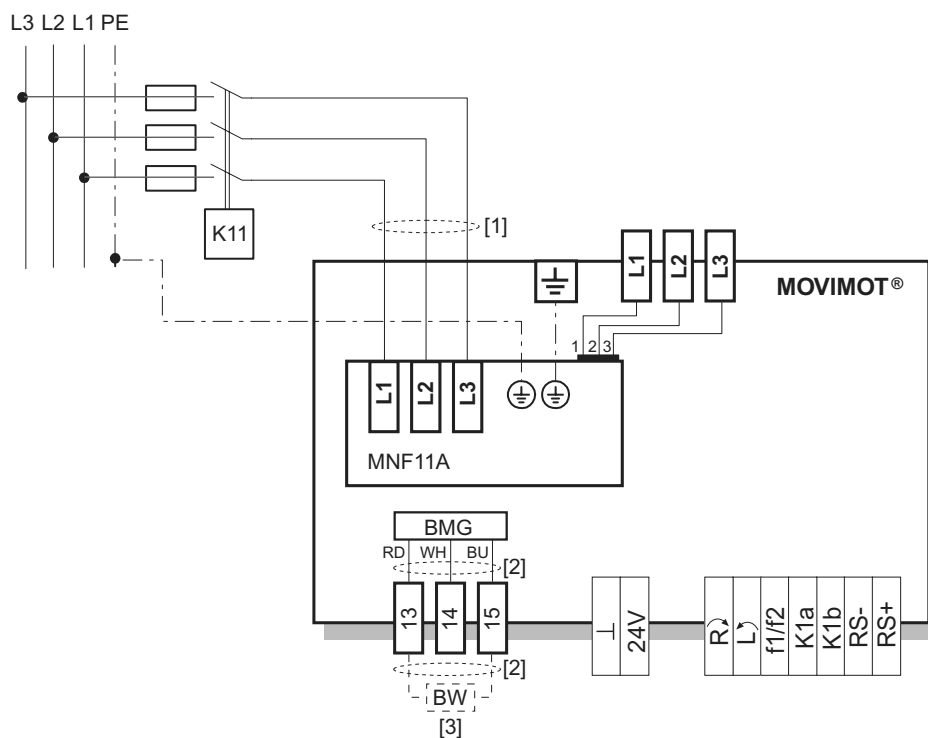 L3 L2 L1 PE
K11
[1]
L1
L2
L3
MOVIMOT®
1 2 3
L1
L2
L3
MNF11A
BMG
RD WH BU
[2]
13
14
15
[2]
BW
[3]
⊥
24V
R
L
f1/f2
K1a
K1b
RS-
RS+